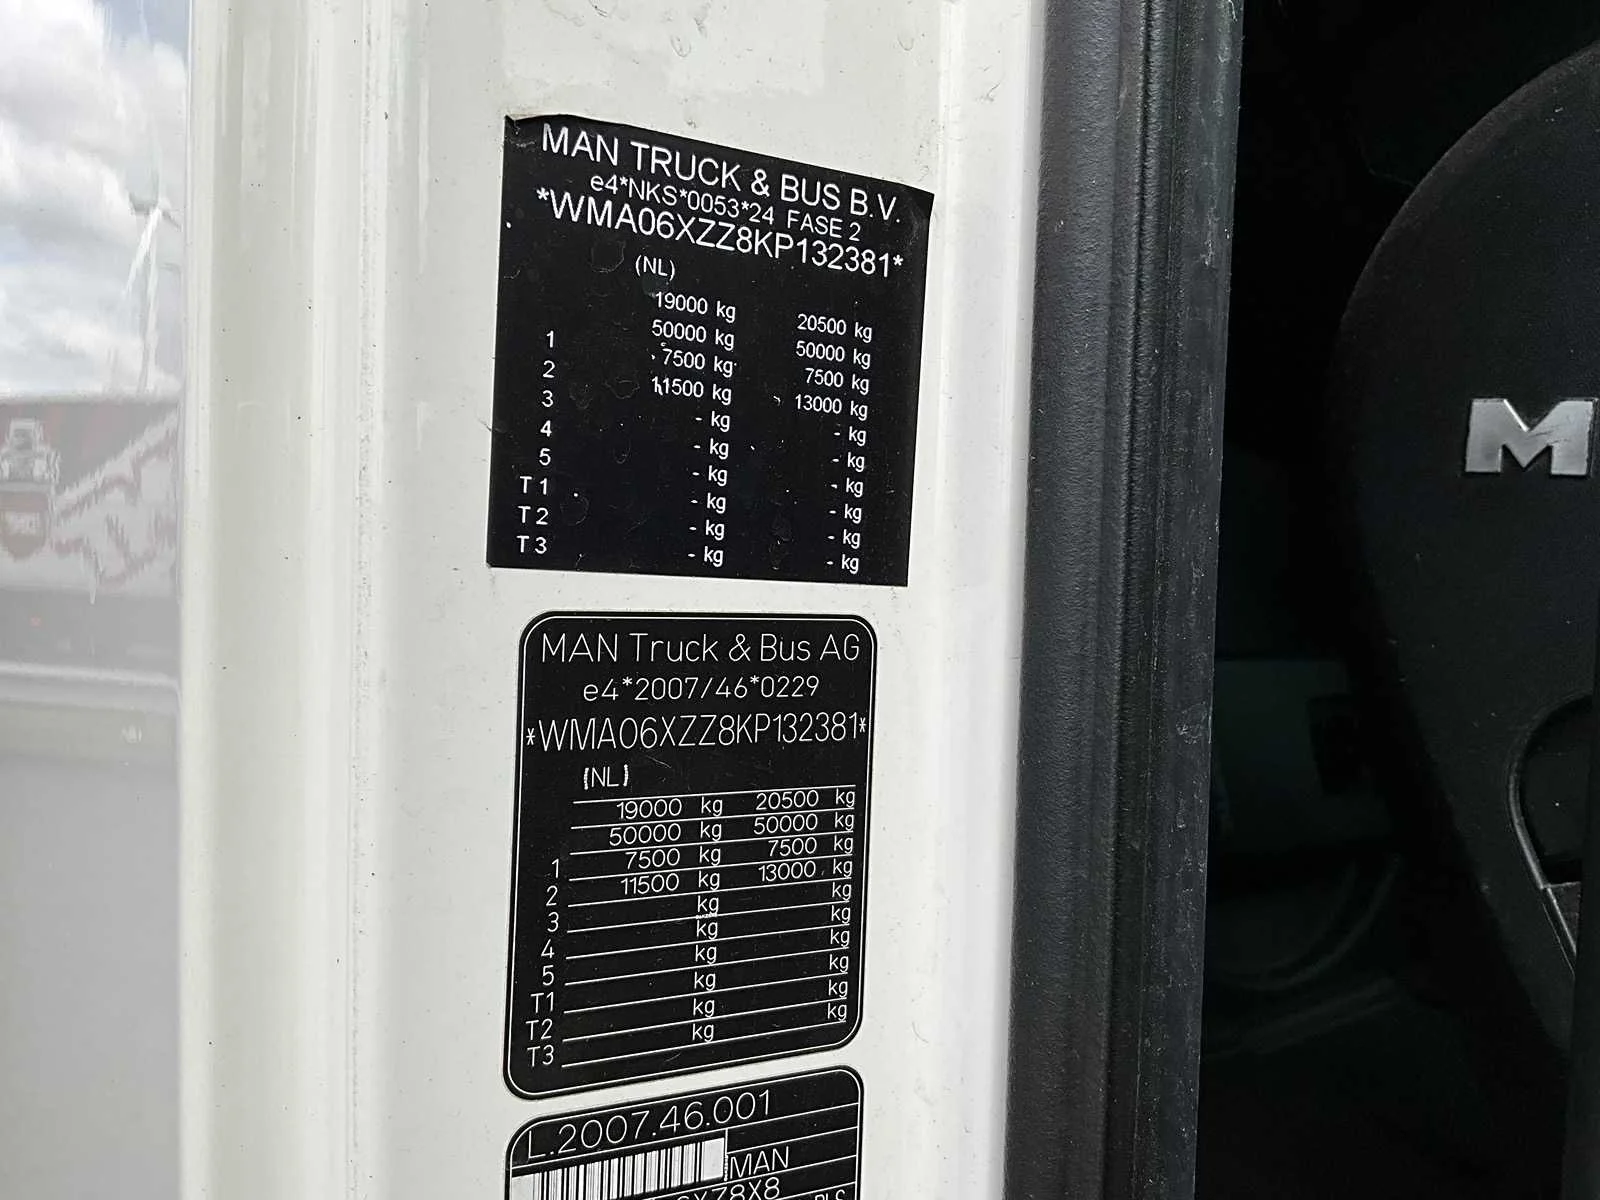 MAN TRUCK & BUS B.V.
e4*NKS*0053*24 FASE 2
*WMA06XZZ8KP132381*
(NL)
19000 kg 20500 kg
50000 kg 50000 kg
1 7500 kg 7500 kg
2 11500 kg 13000 kg
3 - kg - kg
4 - kg - kg
5 - kg - kg
T1 - kg - kg
T2 - kg - kg
T3 - kg - kg
MAN Truck & Bus AG
e4*2007/46*0229
*WMA06XZZ8KP132381*
(NL)
19000 kg 20500 kg
50000 kg 50000 kg
1 7500 kg 7500 kg
2 11500 kg 13000 kg
3 kg kg
4 kg kg
5 kg kg
T1 kg kg
T2 kg kg
T3 kg kg
L.2007.46.001
MAN
M